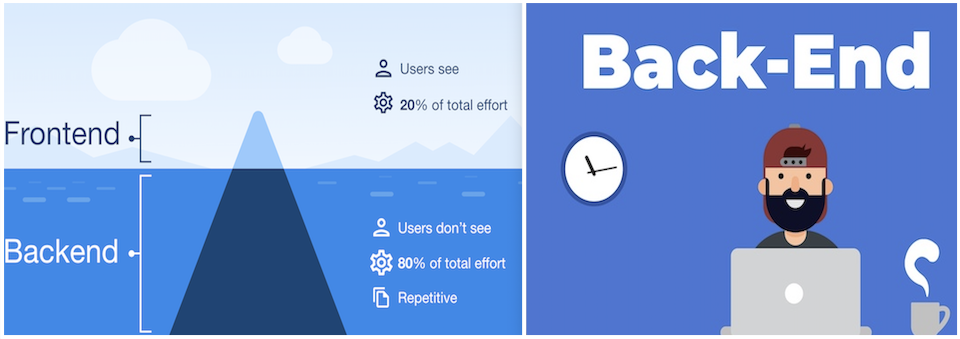 Users see
20% of total effort
Frontend
Backend
Users don't see
80% of total effort
Repetitive
Back-End